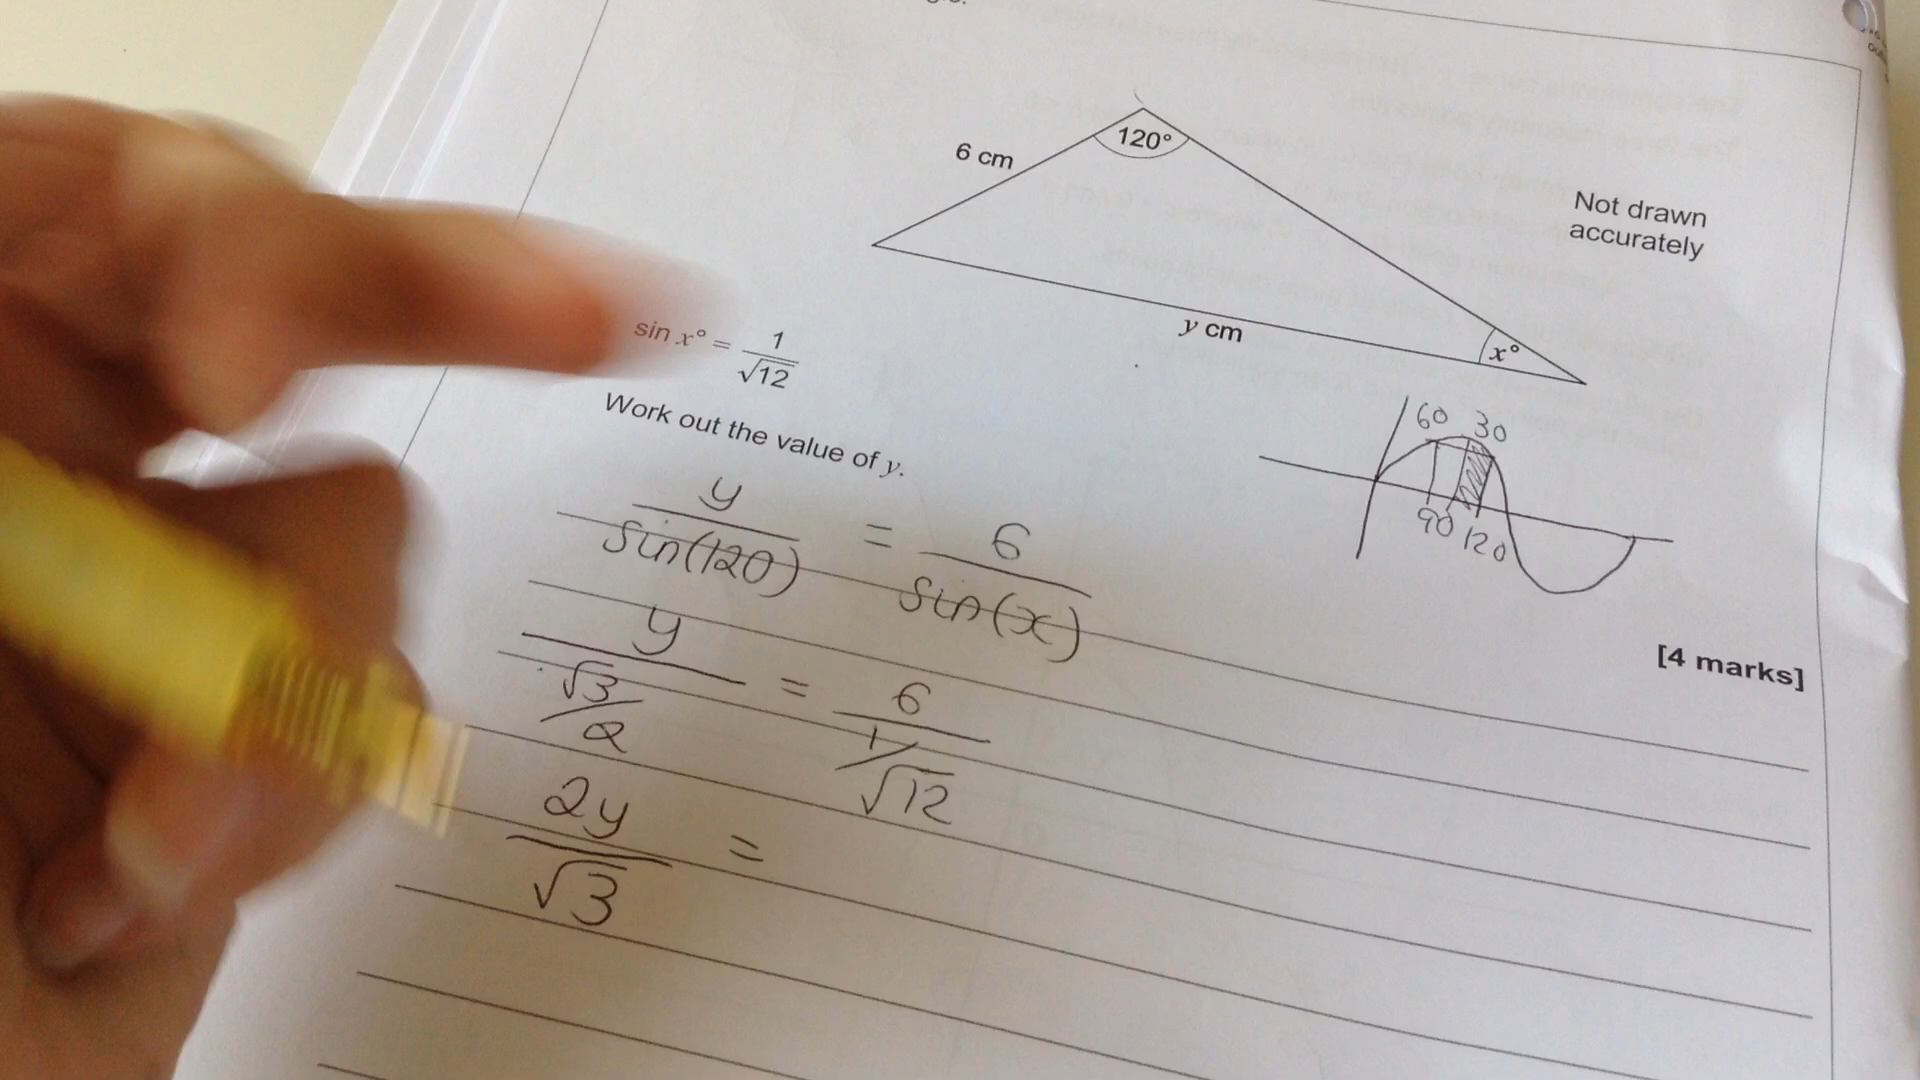 120°
6 cm
Not drawn
accurately
y cm
x°
sin x° = 1/√12
Work out the value of y.
60 30
90 120
y/sin(120) = 6/sin(x)
[4 marks]
y/(√3/2) = 6/(1/√12)
2y/√3 =